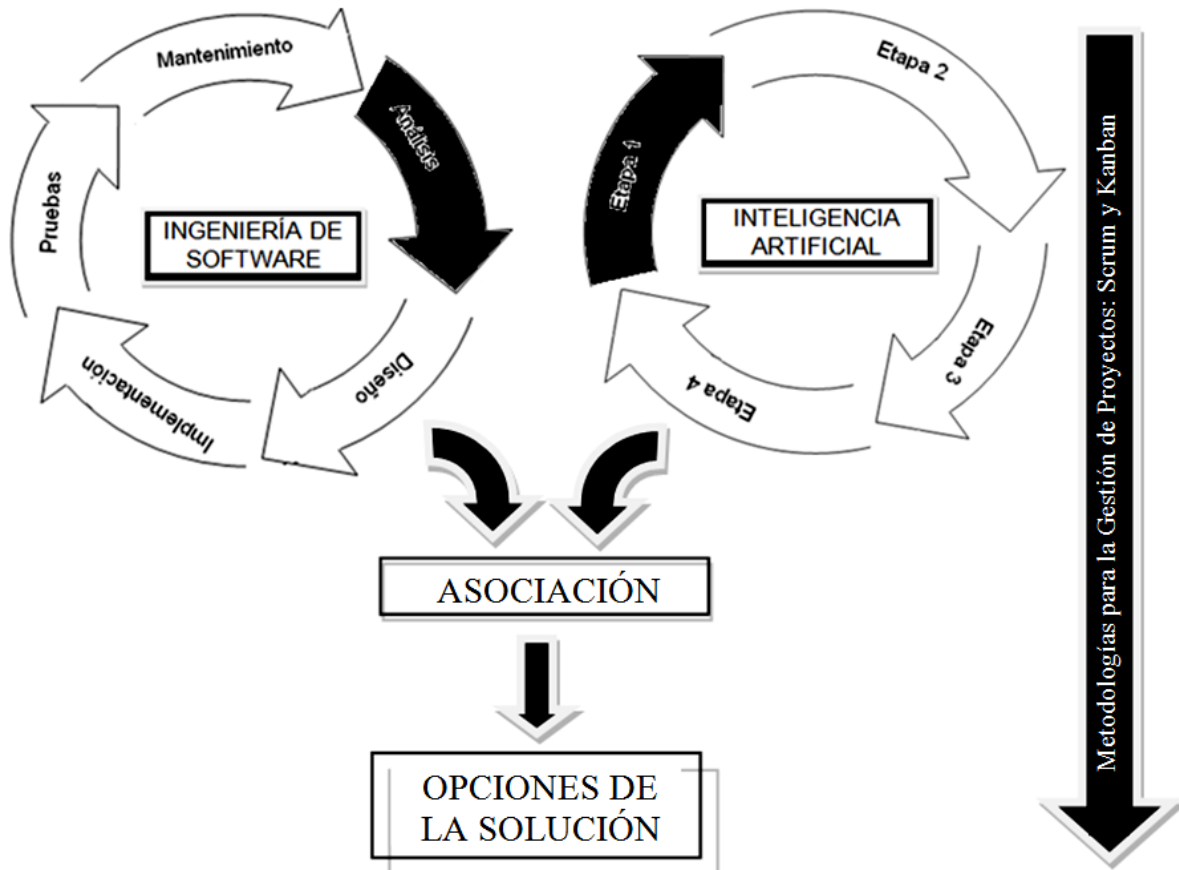 Mantenimiento
Análisis
Pruebas
INGENIERÍA DE
SOFTWARE
Diseño
Implementación
Etapa 1
Etapa 2
INTELIGENCIA
ARTIFICIAL
Etapa 3
Etapa 4
ASOCIACIÓN
OPCIONES DE
LA SOLUCIÓN
Metodologías para la Gestión de Proyectos: Scrum y Kanban